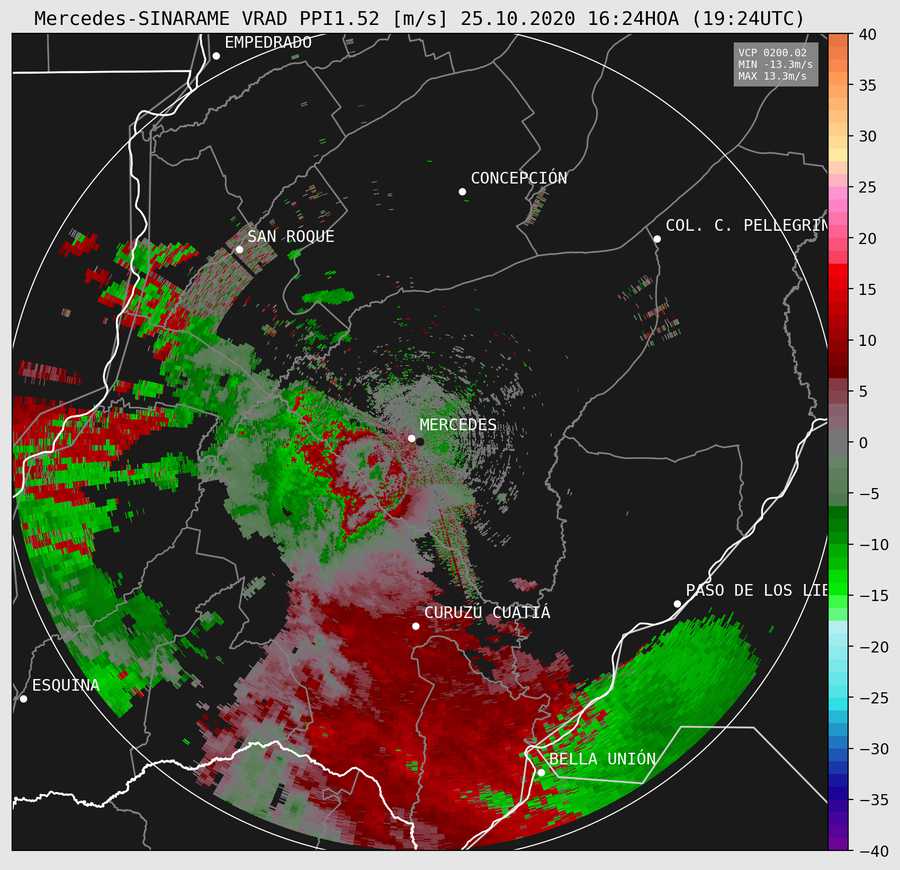 Mercedes-SINARAME VRAD PPI1.52 [m/s] 25.10.2020 16:24HOA (19:24UTC)
EMPEDRADO
VCP 0200.02
MIN -13.3m/s
MAX 13.3m/s
CONCEPCIÓN
SAN RÓQUE
COL. C. PELLEGRIN
MERCEDES
PASO DE LOS LIE
CURUZÚ CUATIÁ
ESQUINA
BELLA UNIÓN
40
35
30
25
20
15
10
5
0
−5
−10
−15
−20
−25
−30
−35
−40